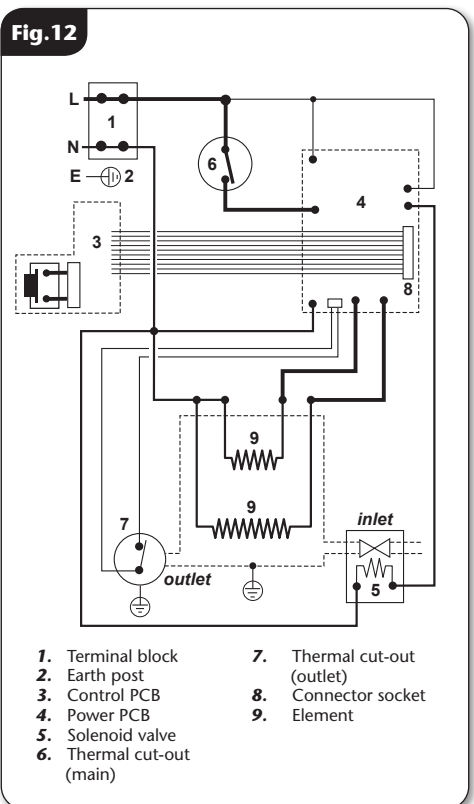 Fig.12
L
1
N
E 2
6
4
3
8
9
9
7
inlet
outlet
5
1. Terminal block
2. Earth post
3. Control PCB
4. Power PCB
5. Solenoid valve
6. Thermal cut-out
(main)
7. Thermal cut-out
(outlet)
8. Connector socket
9. Element